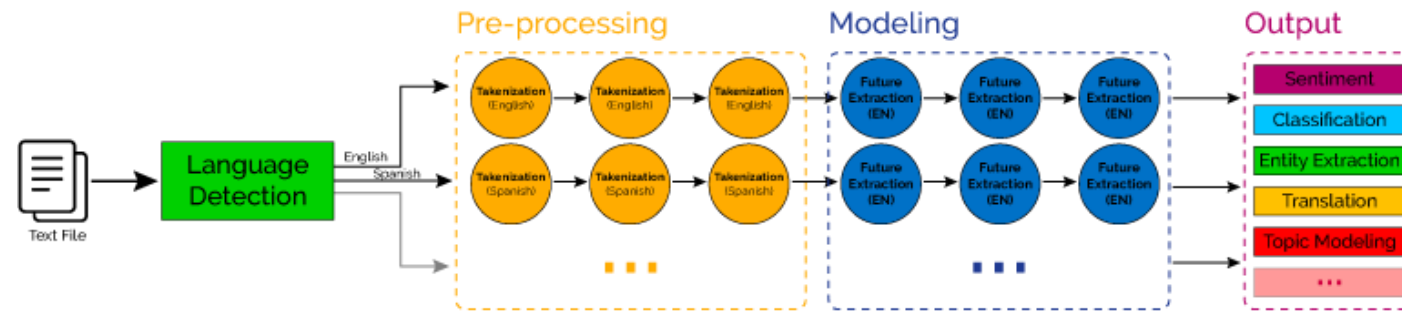 Pre-processing
Modeling
Output
Takenization
(English)
Takenization
(English)
Takenization
(English)
Future
Extraction
(EN)
Future
Extraction
(EN)
Future
Extraction
(EN)
Sentiment
Classification
Language
Detection
English
Spanish
Takenization
(Spanish)
Takenization
(Spanish)
Takenization
(Spanish)
Future
Extraction
(EN)
Future
Extraction
(EN)
Future
Extraction
(EN)
Entity Extraction
Translation
Text File
Topic Modeling
...